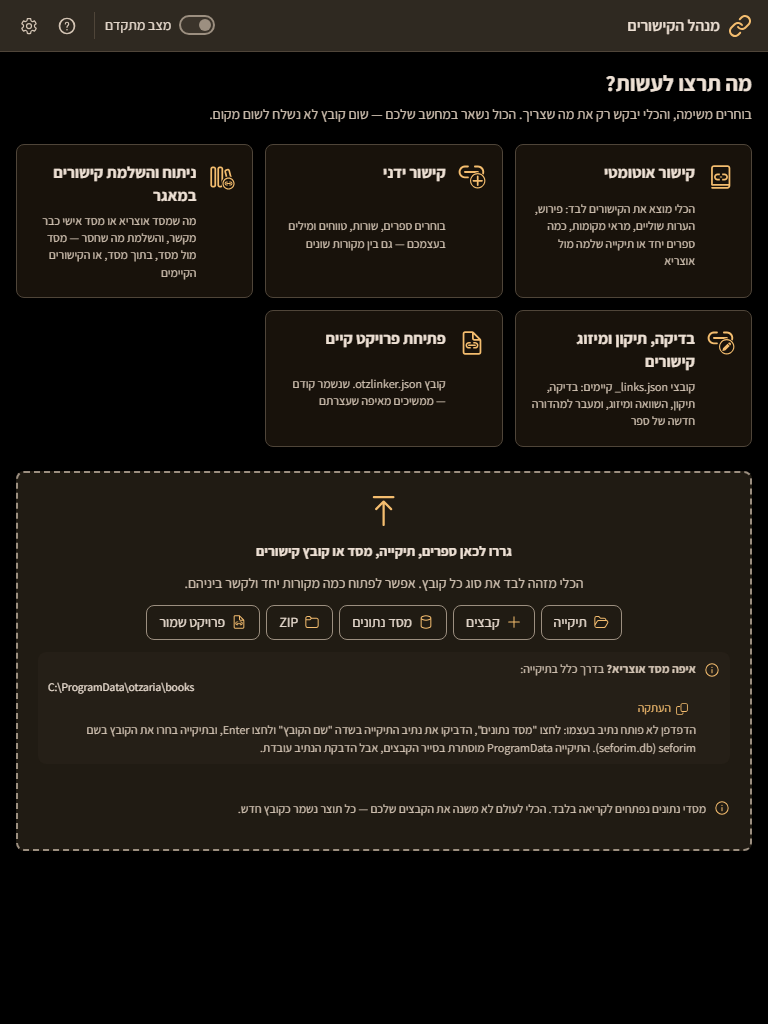 מנהל הקישורים
מצב מתקדם
מה תרצו לעשות?
בוחרים משימה, והכלי יבקש רק את מה שצריך. הכול נשאר במחשב שלכם — שום קובץ לא נשלח לשום מקום.
קישור אוטומטי
הכלי מוצא את הקישורים לבד: פירוש,
הערות שוליים, מראי מקומות, כמה
ספרים יחד או תיקייה שלמה מול
אוצריא
קישור ידני
בוחרים ספרים, שורות, טווחים ומילים
בעצמכם — גם בין מקורות שונים
ניתוח והשלמת קישורים
במאגר
מה שמסד אוצריא או מסד אישי כבר
מקשר, והשלמת מה שחסר — מסד
מול מסד, בתוך מסד, או הקישורים
הקיימים
בדיקה, תיקון ומיזוג
קישורים
קובצי links.json_ קיימים: בדיקה,
תיקון, השוואה ומיזוג, ומעבר למהדורה
חדשה של ספר
פתיחת פרויקט קיים
קובץ otzlinker.json. שנשמר קודם
— ממשיכים מאיפה שעצרתם
גררו לכאן ספרים, תיקייה, מסד או קובץ קישורים
הכלי מזהה לבד את סוג כל קובץ. אפשר לפתוח כמה מקורות יחד ולקשר ביניהם.
תיקייה
קבצים
מסד נתונים
ZIP
פרויקט שמור
איפה מסד אוצריא? בדרך כלל בתיקייה:
C:\ProgramData\otzaria\books
העתקה
הדפדפן לא פותח נתיב בעצמו: לחצו "מסד נתונים", הדביקו את נתיב התיקייה בשדה "שם הקובץ" ולחצו Enter, ובתיקייה בחרו את הקובץ בשם
seforim (seforim.db). התיקייה ProgramData מוסתרת בסייר הקבצים, אבל הדבקת הנתיב עובדת.
מסדי נתונים נפתחים לקריאה בלבד. הכלי לעולם לא משנה את הקבצים שלכם — כל תוצר נשמר כקובץ חדש.